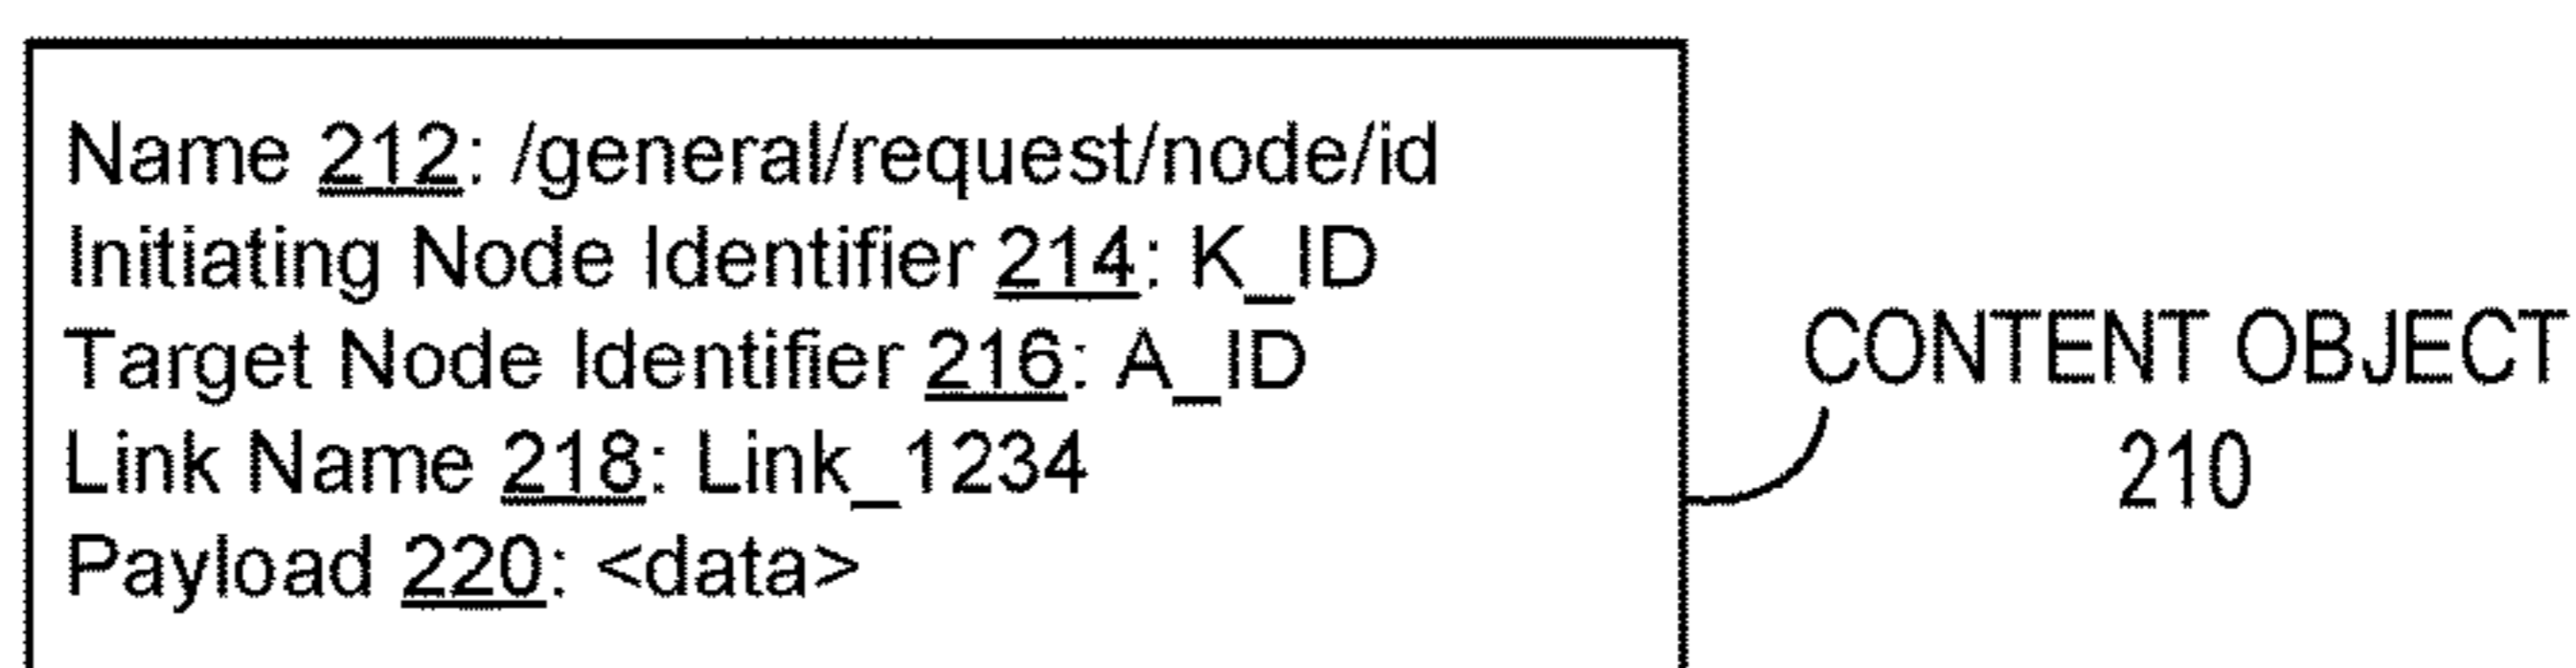 Name 212: /general/request/node/id
Initiating Node Identifier 214: K_ID
Target Node Identifier 216: A_ID
Link Name 218: Link_1234
Payload 220: <data>
CONTENT OBJECT
210